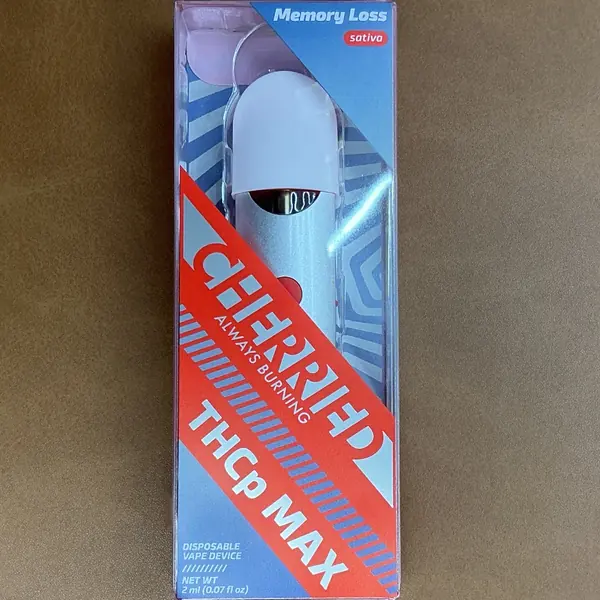 Memory Loss
sativa
CHERRIED
ALWAYS BURNING
THCp MAX
DISPOSABLE
VAPE DEVICE
//////////
NET WT
2 ml (0.07 fl oz)